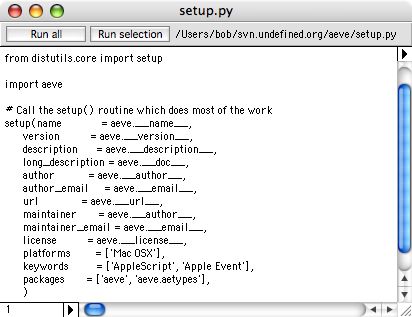 setup.py
Run all Run selection /Users/bob/svn.undefined.org/aeve/setup.py
from distutils.core import setup
import aeve
# Call the setup() routine which does most of the work
setup(name = aeve.__name__,
version = aeve.__version__,
description = aeve.__description__,
long_description = aeve.__doc__,
author = aeve.__author__,
author_email = aeve.__email__,
url = aeve.__url__,
maintainer = aeve.__author__,
maintainer_email = aeve.__email__,
license = aeve.__license__,
platforms = ['Mac OSX'],
keywords = ['AppleScript', 'Apple Event'],
packages = ['aeve', 'aeve.aetypes'],
)
1